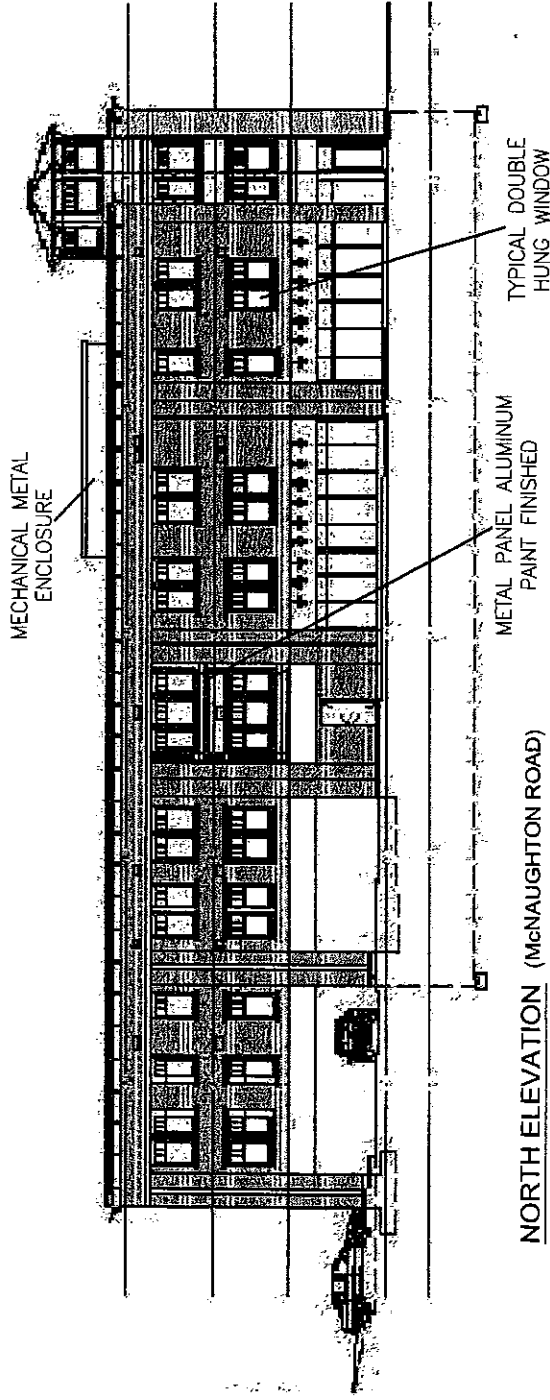 MECHANICAL METAL
ENCLOSURE
TYPICAL DOUBLE
HUNG WINDOW
METAL PANEL ALUMINUM
PAINT FINISHED
NORTH ELEVATION (McNAUGHTON ROAD)